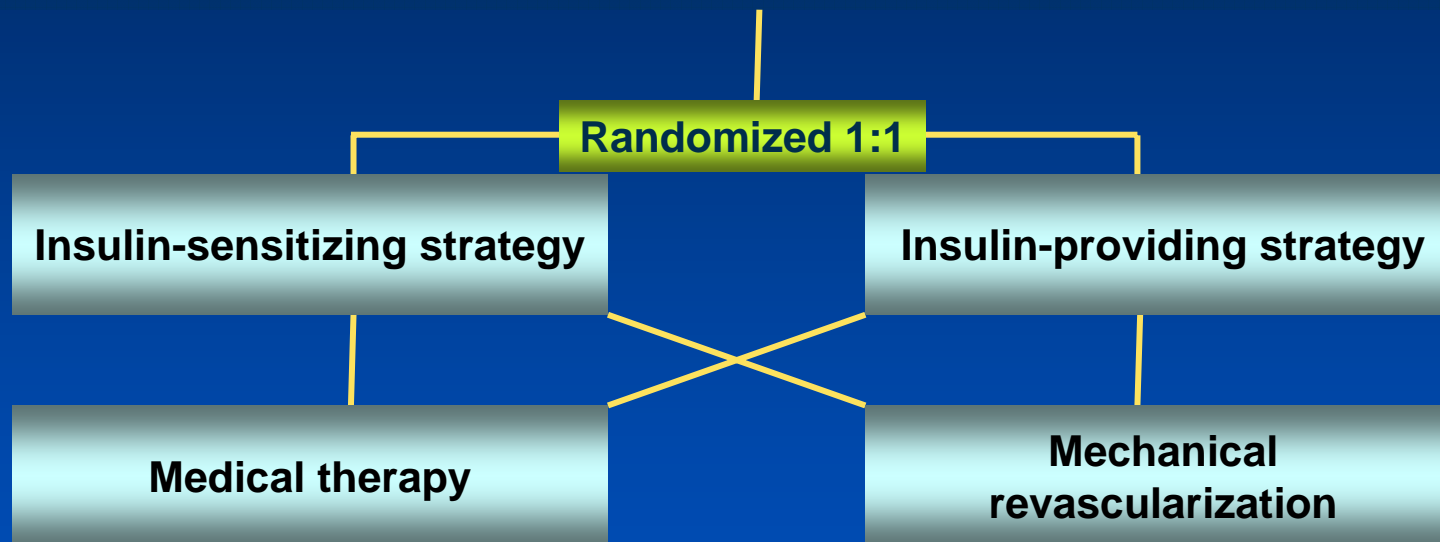 Randomized 1:1
Insulin-sensitizing strategy
Insulin-providing strategy
Medical therapy
Mechanical
revascularization